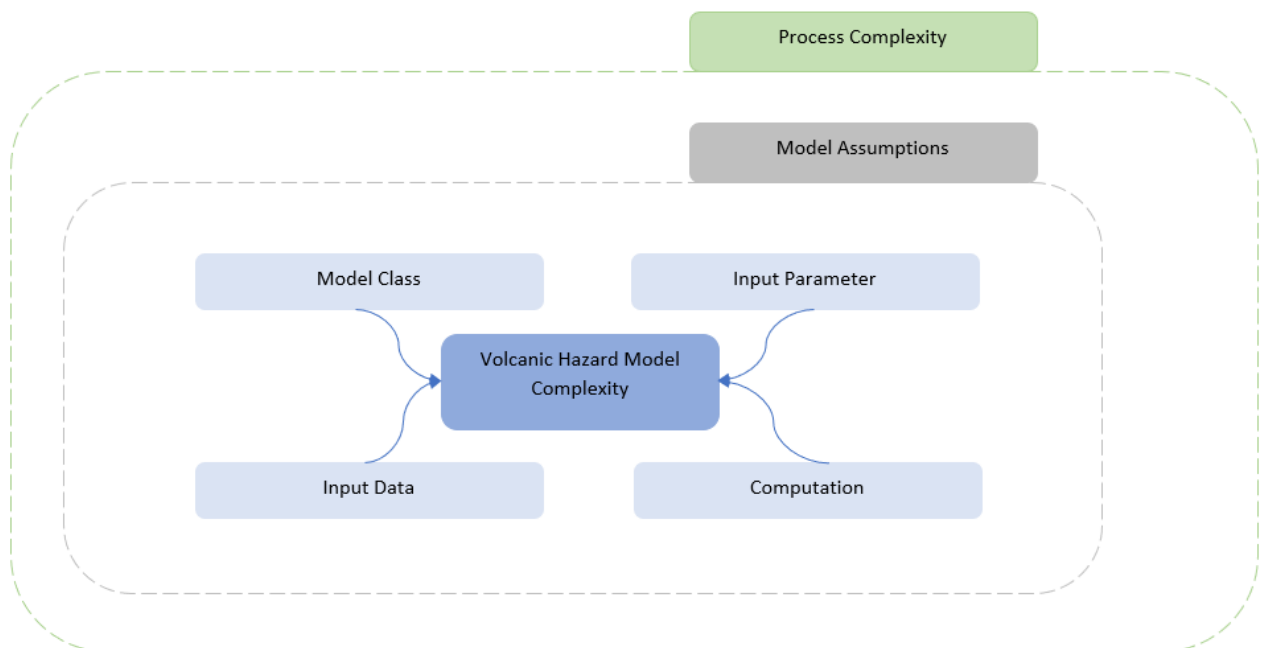 Process Complexity
Model Assumptions
Model Class
Input Parameter
Volcanic Hazard Model
Complexity
Input Data
Computation